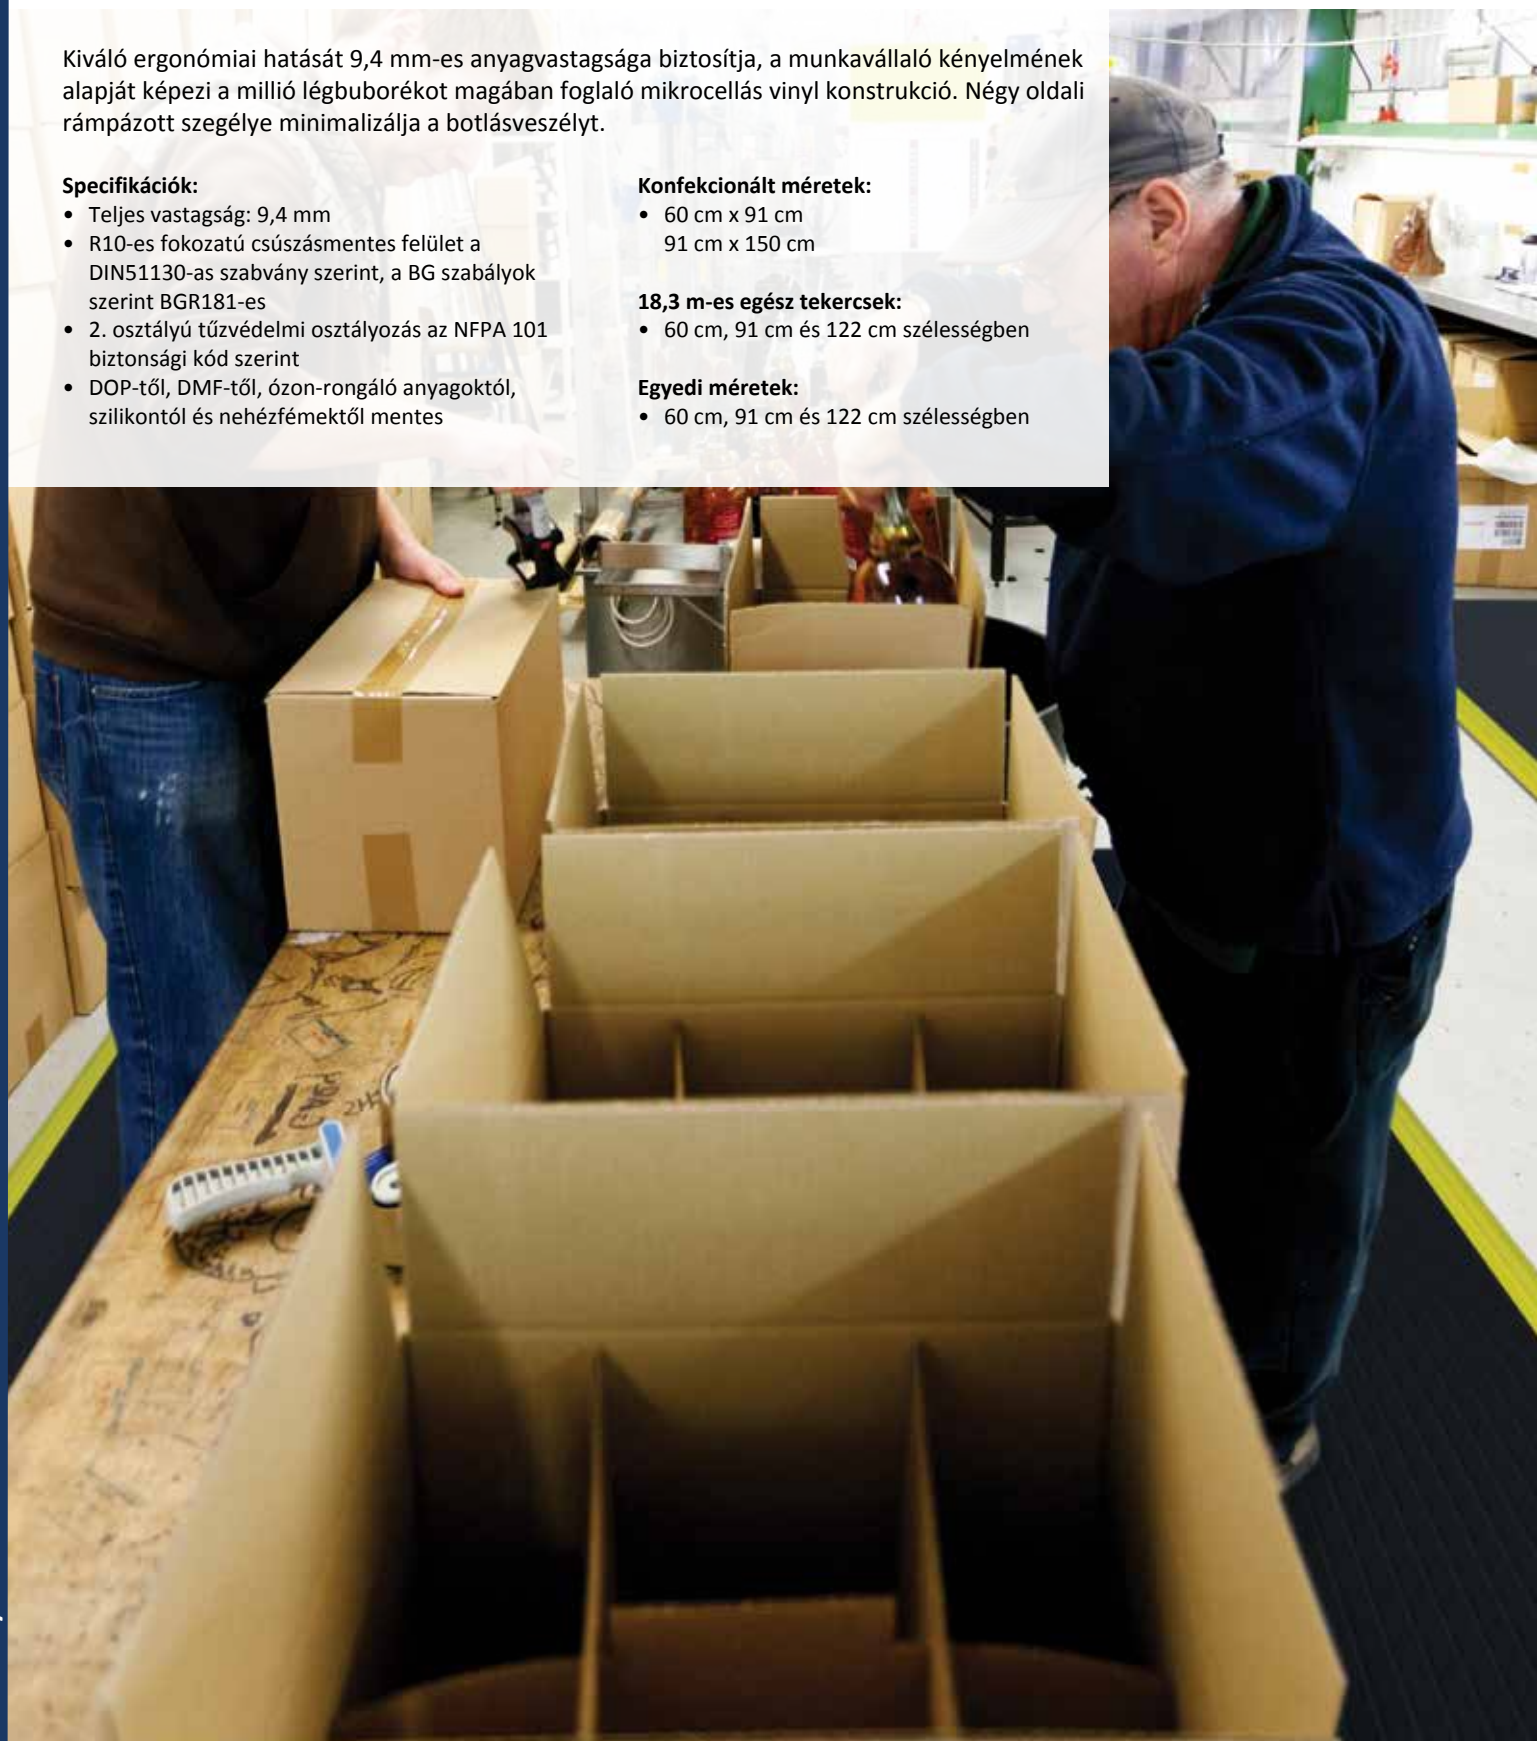 Kiváló ergonómiai hatását 9,4 mm-es anyagvastagsága biztosítja, a munkavállaló kényelmének
alapját képezi a millió légbuborékot magában foglaló mikrocellás vinyl konstrukció. Négy oldali
rámpázott szegélye minimalizálja a botlásveszélyt.
Specifikációk:
• Teljes vastagság: 9,4 mm
• R10-es fokozatú csúszásmentes felület a
DIN51130-as szabvány szerint, a BG szabályok
szerint BGR181-es
• 2. osztályú tűzvédelmi osztályozás az NFPA 101
biztonsági kód szerint
• DOP-től, DMF-től, ózon-rongáló anyagoktól,
szilikontól és nehézfémektől mentes
Konfekcionált méretek:
• 60 cm x 91 cm
91 cm x 150 cm
18,3 m-es egész tekercsek:
• 60 cm, 91 cm és 122 cm szélességben
Egyedi méretek:
• 60 cm, 91 cm és 122 cm szélességben